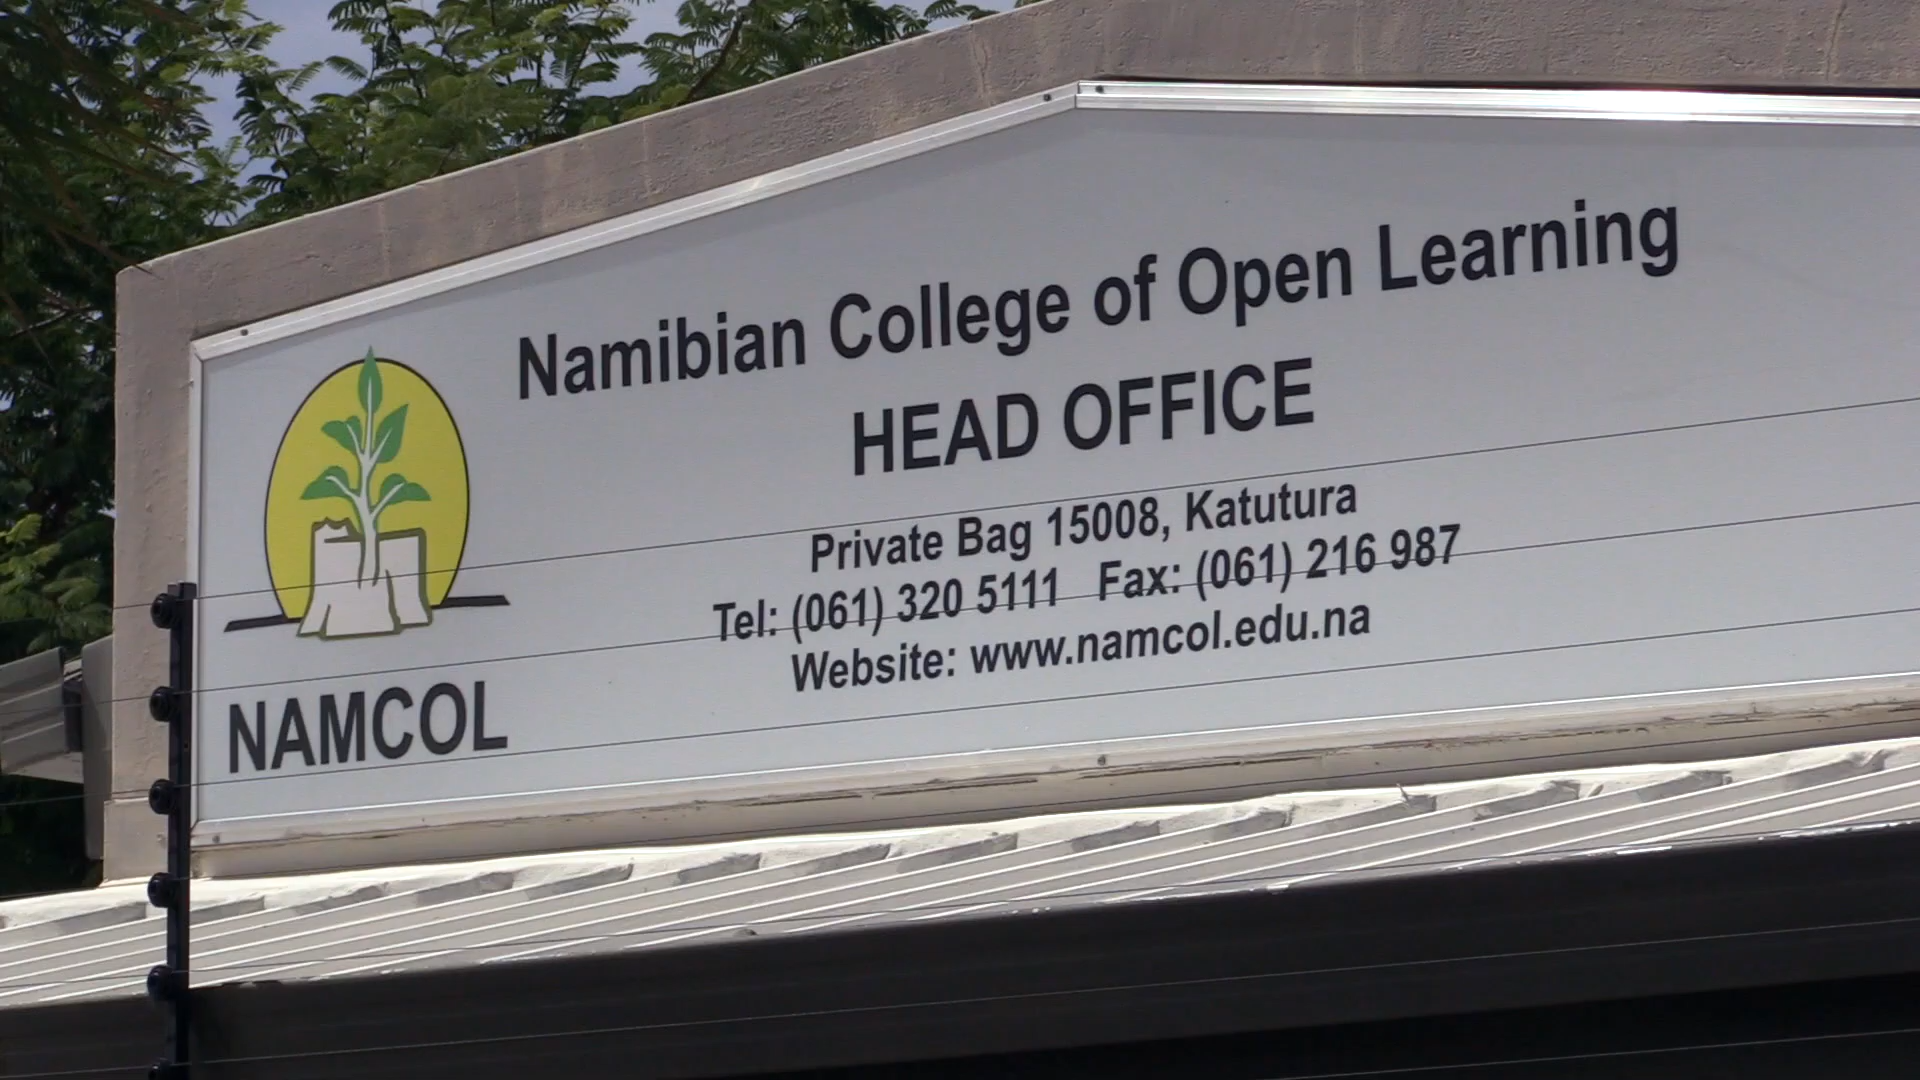 Namibian College of Open Learning
HEAD OFFICE
Private Bag 15008, Katutura
Tel: (061) 320 5111 Fax: (061) 216 987
Website: www.namcol.edu.na
NAMCOL